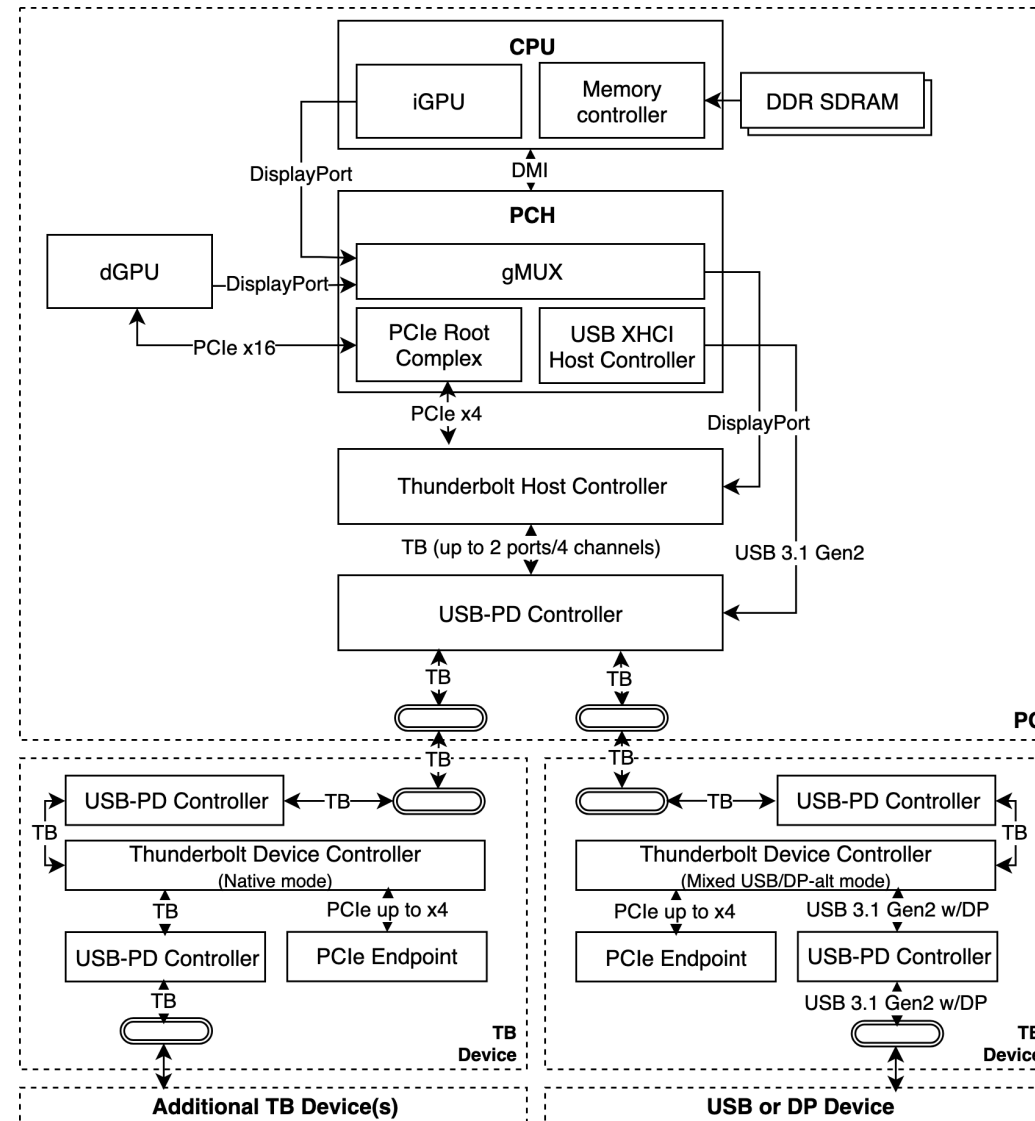 CPU
iGPU
Memory
controller
DDR SDRAM
DisplayPort
DMI
PCH
dGPU
DisplayPort
gMUX
PCIe x16
PCIe Root
Complex
USB XHCI
Host Controller
PCIe x4
DisplayPort
Thunderbolt Host Controller
TB (up to 2 ports/4 channels)
USB 3.1 Gen2
USB-PD Controller
TB
TB
PC
TB
TB
USB-PD Controller
TB
TB
Thunderbolt Device Controller
(Native mode)
TB
PCIe up to x4
USB-PD Controller
PCIe Endpoint
TB
TB
Device
Additional TB Device(s)
TB
USB-PD Controller
TB
Thunderbolt Device Controller
(Mixed USB/DP-alt mode)
PCIe up to x4
USB 3.1 Gen2 w/DP
PCIe Endpoint
USB-PD Controller
USB 3.1 Gen2 w/DP
TB
Device
USB or DP Device